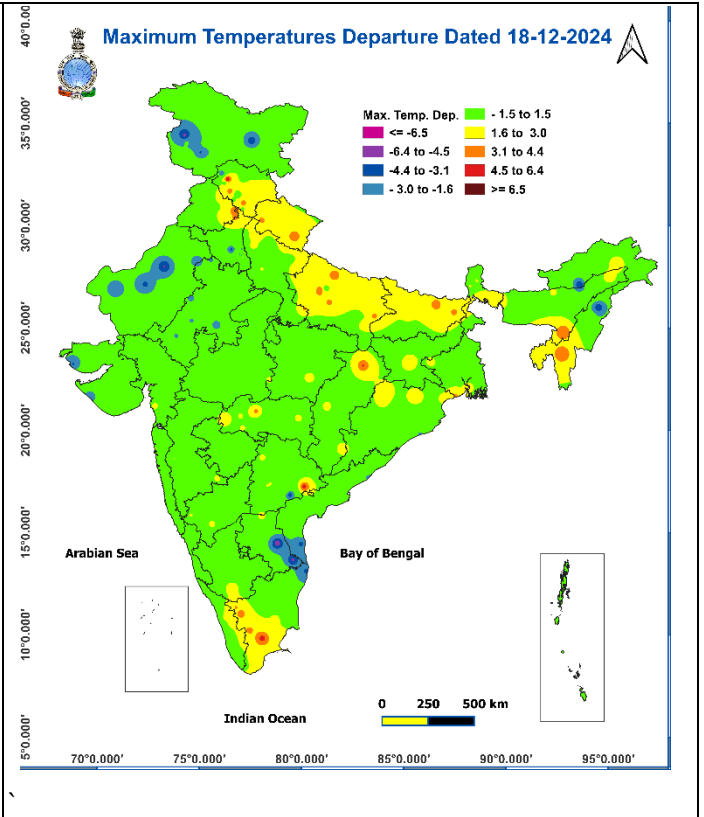 Maximum Temperatures Departure Dated 18-12-2024
Max. Temp. Dep.
<= -6.5
-6.4 to -4.5
-4.4 to -3.1
- 3.0 to -1.6
- 1.5 to 1.5
1.6 to 3.0
3.1 to 4.4
4.5 to 6.4
>= 6.5
40°0.000'
35°0.000'
30°0.000'
25°0.000'
20°0.000'
15°0.000'
10°0.000'
5°0.000'
Arabian Sea
Bay of Bengal
Indian Ocean
0 250 500 km
70°0.000' 75°0.000' 80°0.000' 85°0.000' 90°0.000' 95°0.000'
`